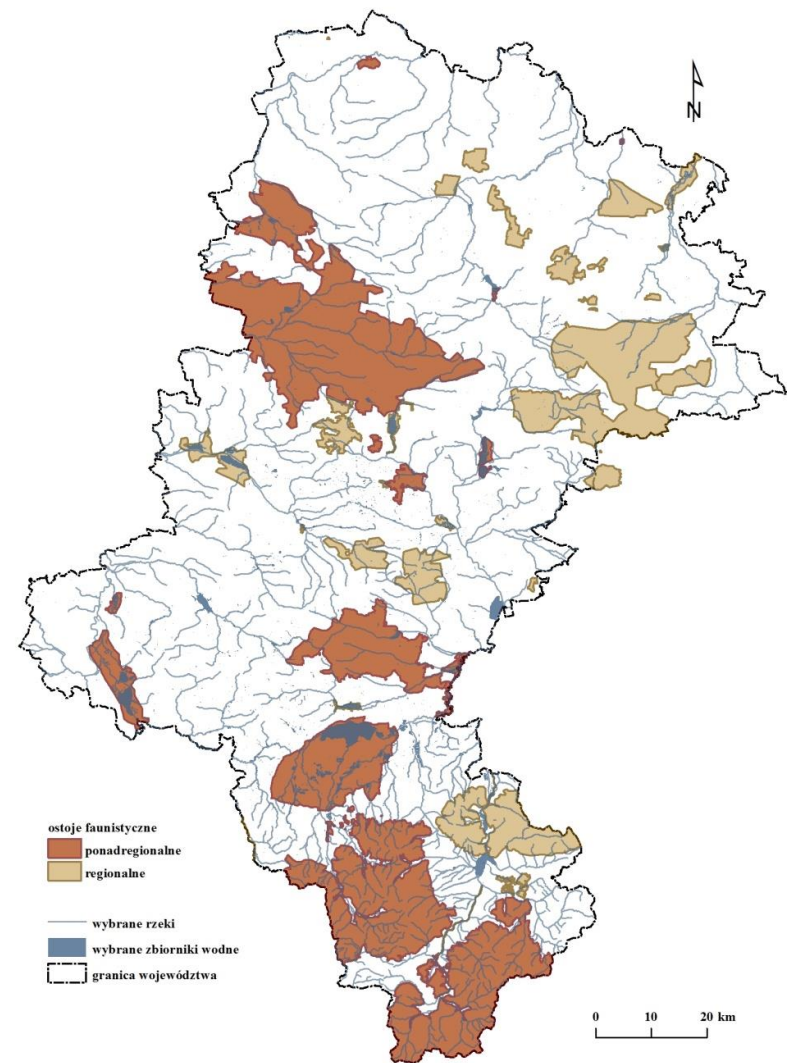 N
ostoje faunistyczne
ponadregionalne
regionalne
wybrane rzeki
wybrane zbiorniki wodne
granica województwa
0 10 20 km